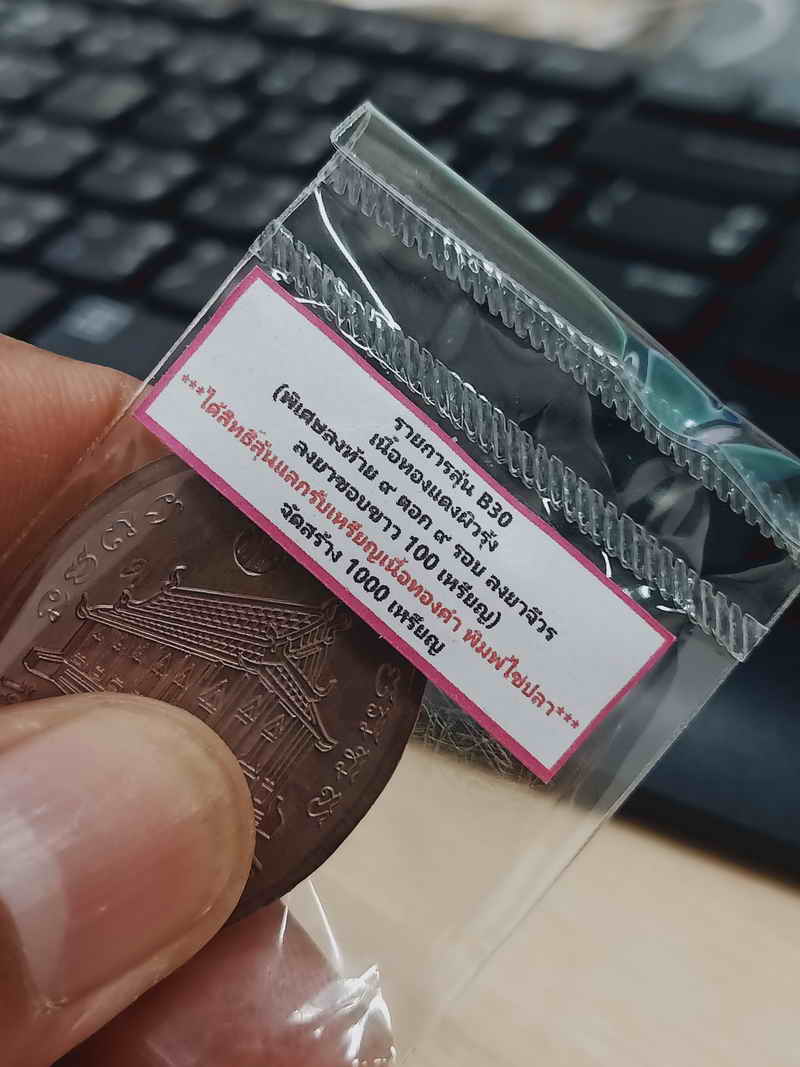 รายการลุ้น B30
เนื้อทองแดงผิวรุ้ง
(พิเศษลงท้าย ๙ ตอก ๙ รอบ ลงยาจีวร
ลงยาขอบขาว 100 เหรียญ)
***ได้สิทธิ์ลุ้นแลกรับเหรียญเนื้อทองคำ พิมพ์ไข่ปลา***
จัดสร้าง 1000 เหรียญ